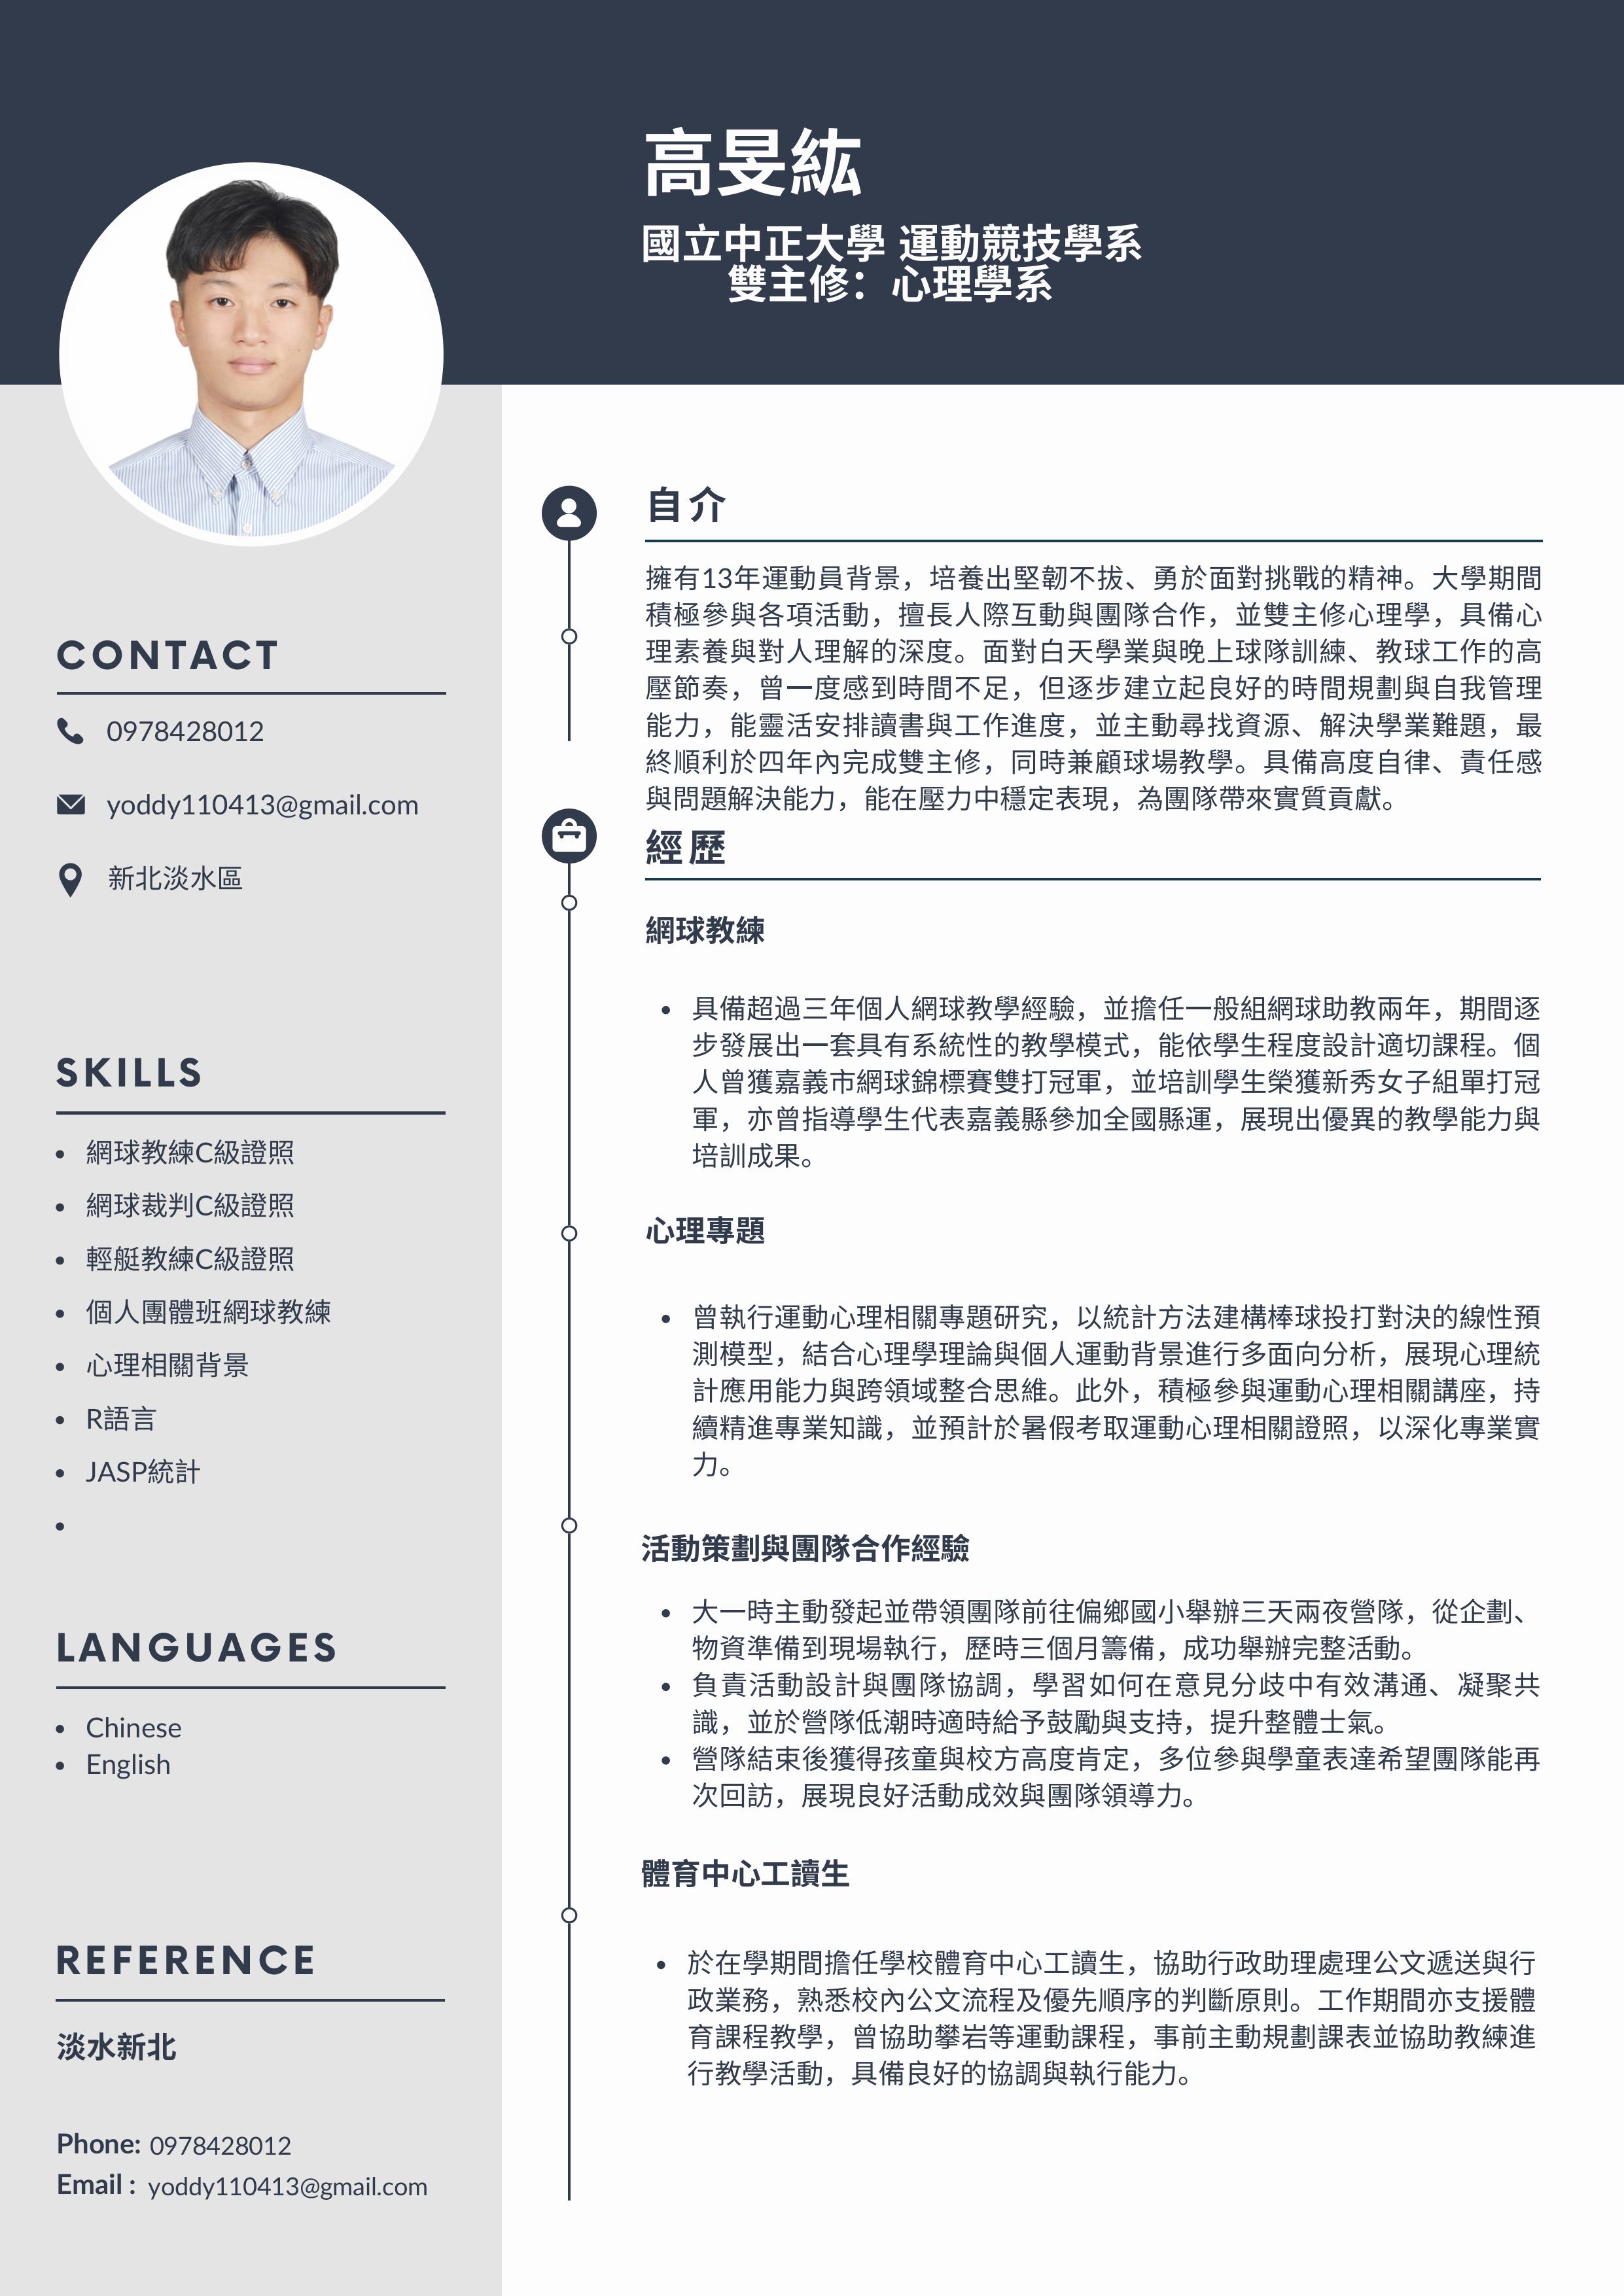 高旻紘
國立中正大學 運動競技學系
雙主修：心理學系
CONTACT
0978428012
yoddy110413@gmail.com
新北淡水區
SKILLS
• 網球教練C級證照
• 網球裁判C級證照
• 輕艇教練C級證照
• 個人團體班網球教練
• 心理相關背景
• R語言
• JASP統計
•
LANGUAGES
• Chinese
• English
REFERENCE
淡水新北
Phone: 0978428012
Email : yoddy110413@gmail.com
自介
擁有13年運動員背景，培養出堅韌不拔、勇於面對挑戰的精神。大學期間
積極參與各項活動，擅長人際互動與團隊合作，並雙主修心理學，具備心
理素養與對人理解的深度。面對白天學業與晚上球隊訓練、教球工作的高
壓節奏，曾一度感到時間不足，但逐步建立起良好的時間規劃與自我管理
能力，能靈活安排讀書與工作進度，並主動尋找資源、解決學業難題，最
終順利於四年內完成雙主修，同時兼顧球場教學。具備高度自律、責任感
與問題解決能力，能在壓力中穩定表現，為團隊帶來實質貢獻。
經歷
網球教練
• 具備超過三年個人網球教學經驗，並擔任一般組網球助教兩年，期間逐
步發展出一套具有系統性的教學模式，能依學生程度設計適切課程。個
人曾獲嘉義市網球錦標賽雙打冠軍，並培訓學生榮獲新秀女子組單打冠
軍，亦曾指導學生代表嘉義縣參加全國縣運，展現出優異的教學能力與
培訓成果。
心理專題
• 曾執行運動心理相關專題研究，以統計方法建構棒球投打對決的線性預
測模型，結合心理學理論與個人運動背景進行多面向分析，展現心理統
計應用能力與跨領域整合思維。此外，積極參與運動心理相關講座，持
續精進專業知識，並預計於暑假考取運動心理相關證照，以深化專業實
力。
活動策劃與團隊合作經驗
• 大一時主動發起並帶領團隊前往偏鄉國小舉辦三天兩夜營隊，從企劃、
物資準備到現場執行，歷時三個月籌備，成功舉辦完整活動。
• 負責活動設計與團隊協調，學習如何在意見分歧中有效溝通、凝聚共
識，並於營隊低潮時適時給予鼓勵與支持，提升整體士氣。
• 營隊結束後獲得孩童與校方高度肯定，多位參與學童表達希望團隊能再
次回訪，展現良好活動成效與團隊領導力。
體育中心工讀生
• 於在學期間擔任學校體育中心工讀生，協助行政助理處理公文遞送與行
政業務，熟悉校內公文流程及優先順序的判斷原則。工作期間亦支援體
育課程教學，曾協助攀岩等運動課程，事前主動規劃課表並協助教練進
行教學活動，具備良好的協調與執行能力。